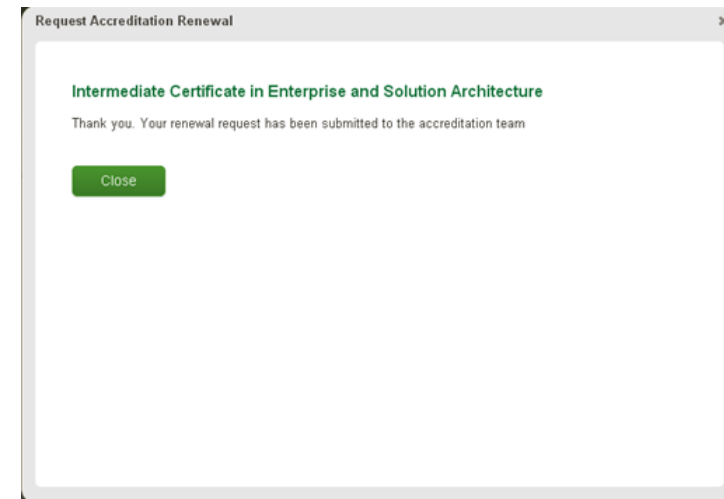 Request Accreditation Renewal
Intermediate Certificate in Enterprise and Solution Architecture
Thank you. Your renewal request has been submitted to the accreditation team
Close